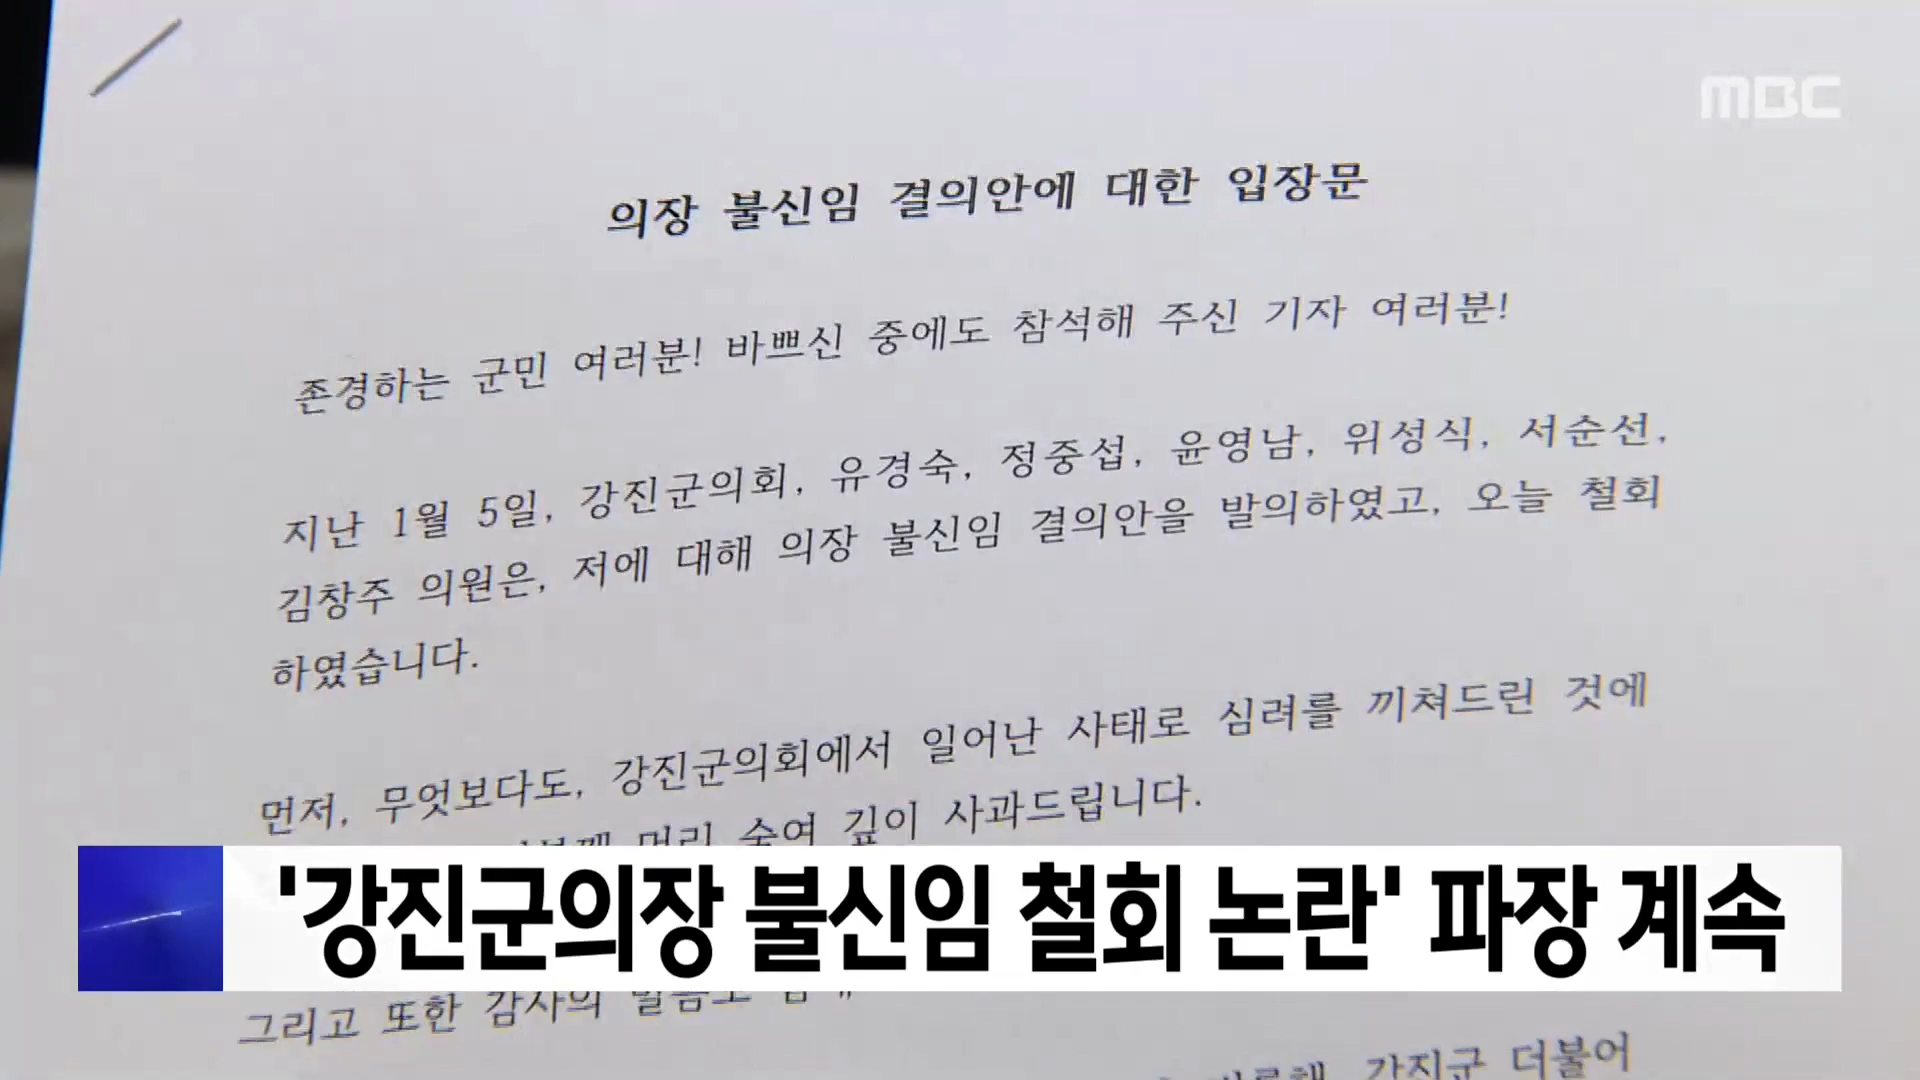 MBC
의장 불신임 결의안에 대한 입장문
존경하는 군민 여러분! 바쁘신 중에도 참석해 주신 기자 여러분!
지난 1월 5일, 강진군의회, 유경숙, 정중섭, 윤영남, 위성식, 서순선,
김창주 의원은, 저에 대해 의장 불신임 결의안을 발의하였고, 오늘 철회
하였습니다.
먼저, 무엇보다도, 강진군의회에서 일어난 사태로 심려를 끼쳐드린 것에
머리 숙여 깊이 사과드립니다.
'강진군의장 불신임 철회 논란' 파장 계속
그리고 또한 감사의
강진군 더불어